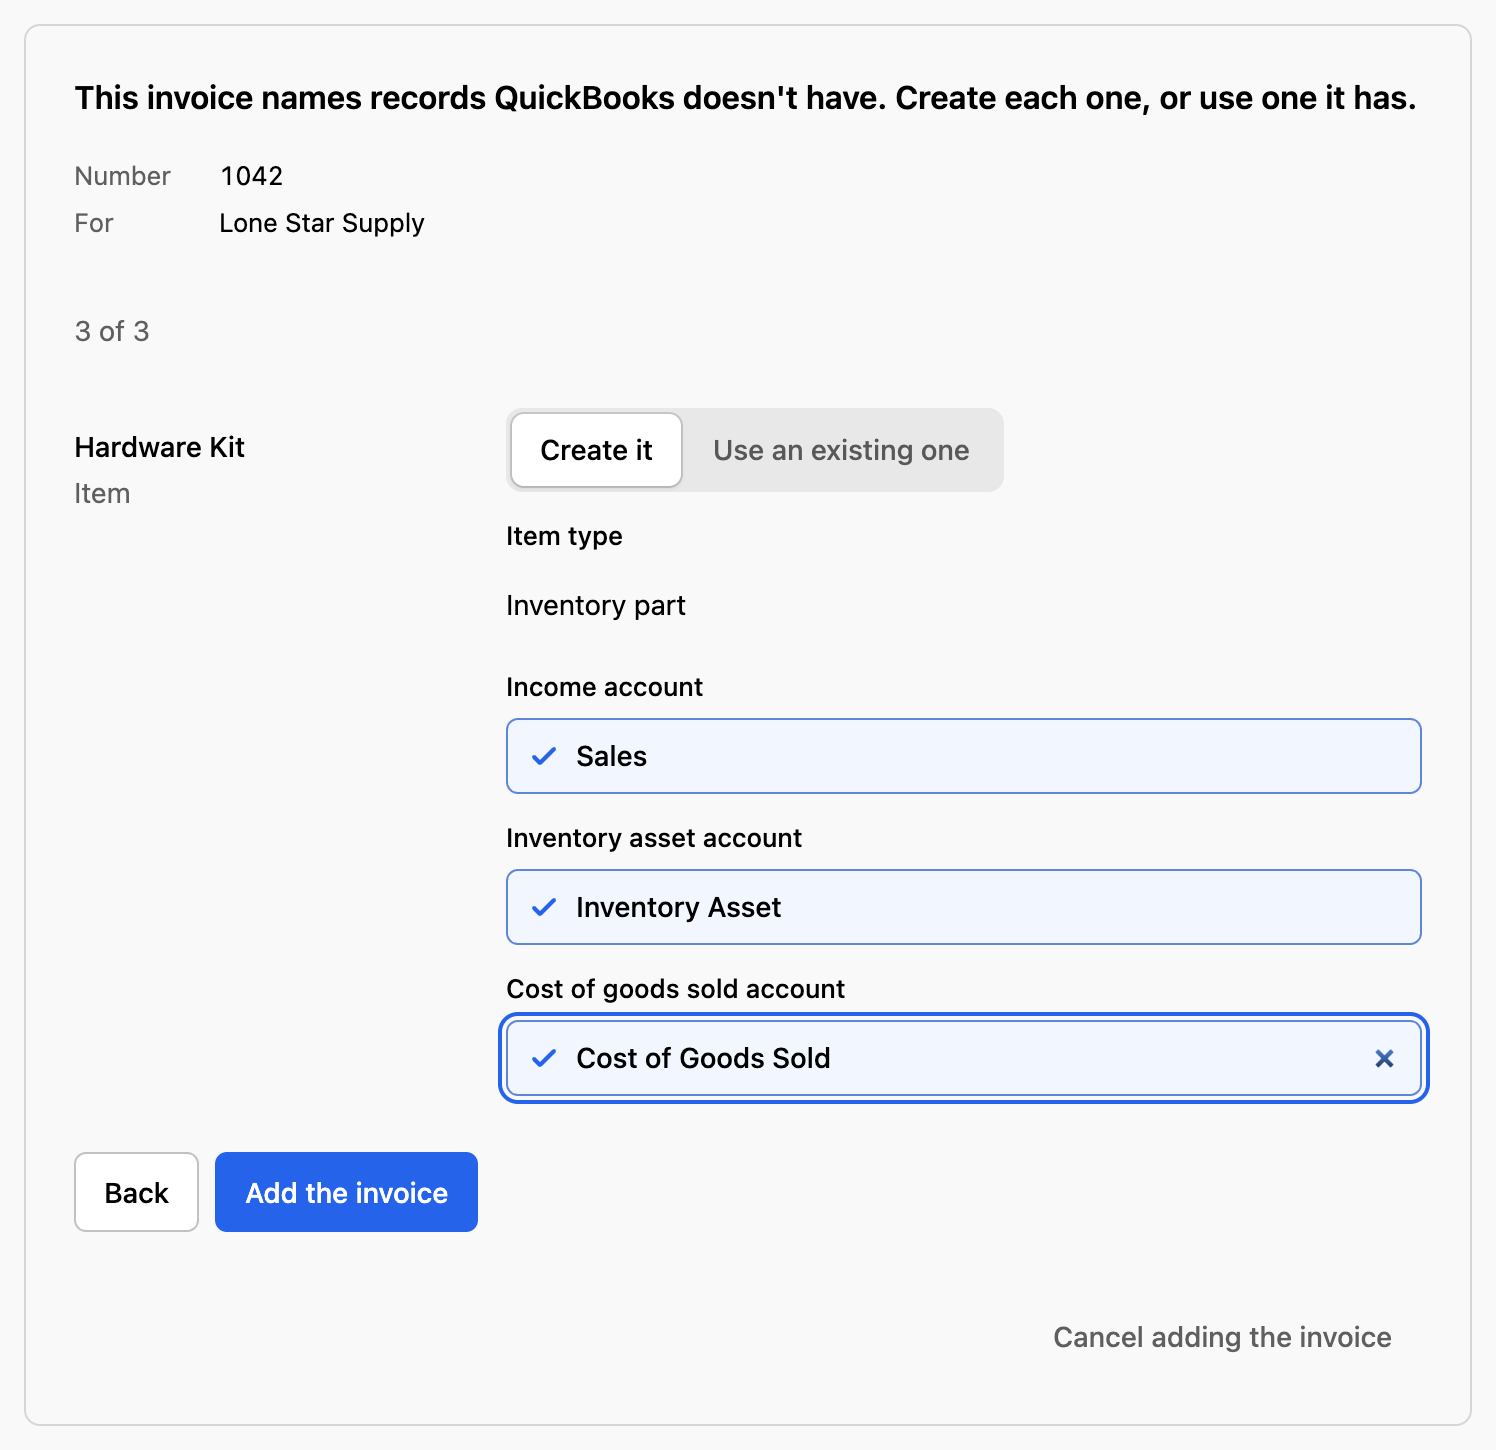 This invoice names records QuickBooks doesn't have. Create each one, or use one it has.
Number 1042
For Lone Star Supply
3 of 3
Hardware Kit
Item
Create it
Use an existing one
Item type
Inventory part
Income account
Sales
Inventory asset account
Inventory Asset
Cost of goods sold account
Cost of Goods Sold
Back
Add the invoice
Cancel adding the invoice